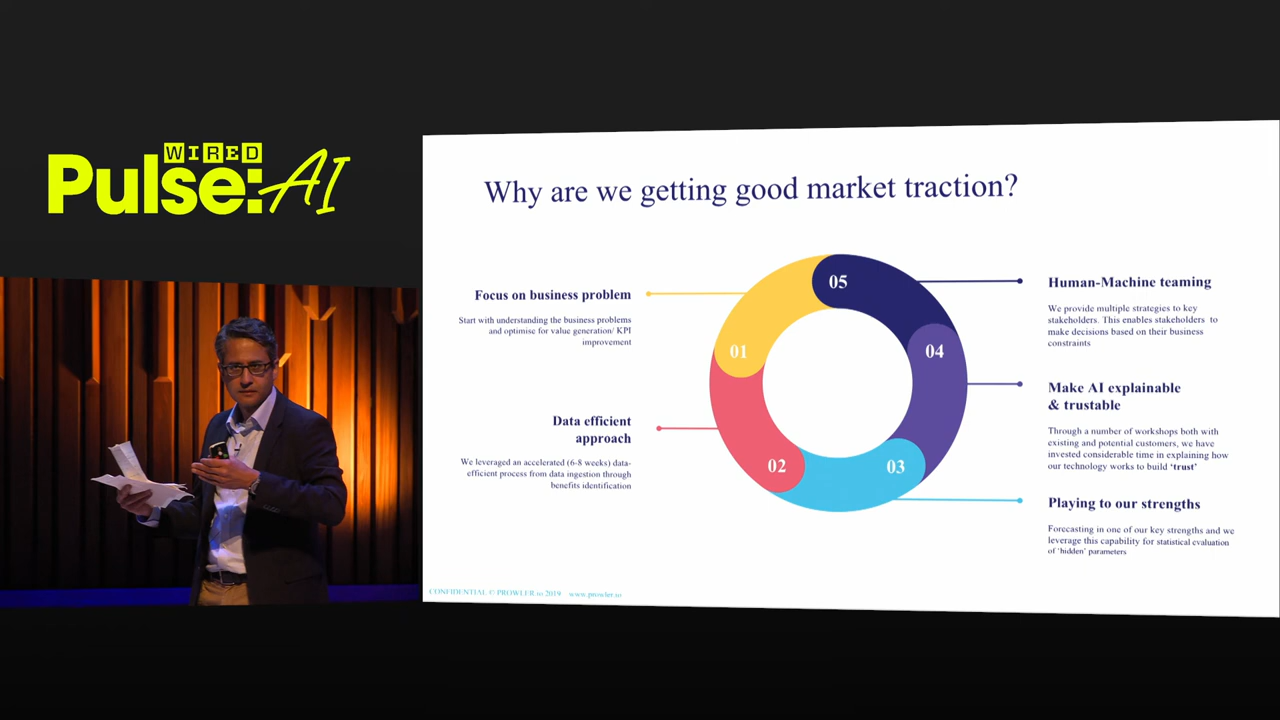 WIRED
Pulse:AI
Why are we getting good market traction?
Focus on business problem
Start with understanding the business problems
and optimise for value generation/ KPI
improvement
01
Data efficient
approach
We leveraged an accelerated (6-8 weeks) data-
efficient process from data ingestion through
benefits identification
02
03
04
05
Human-Machine teaming
We provide multiple strategies to key
stakeholders. This enables stakeholders to
make decisions based on their business
constraints
Make AI explainable
& trustable
Through a number of workshops both with
existing and potential customers, we have
invested considerable time in explaining how
our technology works to build ‘trust’
Playing to our strengths
Forecasting in one of our key strengths and we
leverage this capability for statistical evaluation
of ‘hidden’ parameters
CONFIDENTIAL © PROWLER.io 2019 www.prowler.io